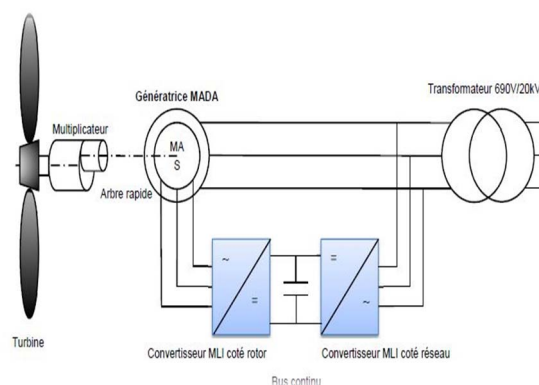 Transformateur 690V/20kV
Génératrice MADA
Multiplicateur
MA
S
Arbre rapide
~
=
=
~
Turbine
Convertisseur MLI coté rotor
Convertisseur MLI coté réseau
Bus continu